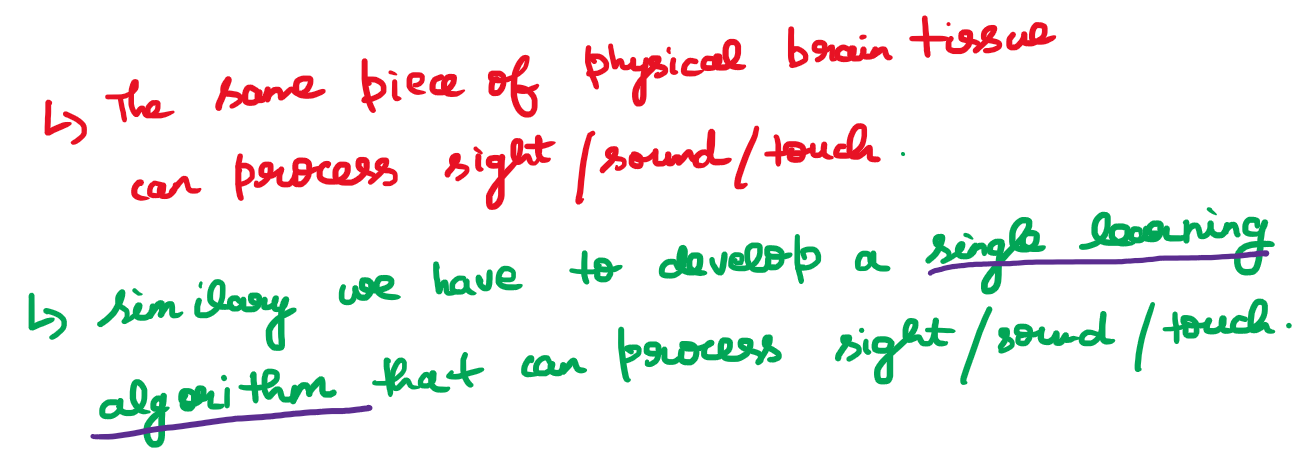 ↳ The same piece of physical brain tissue
can process sight/sound/touch.
↳ similary we have to develop a single learning
algorithm that can process sight/sound/touch.